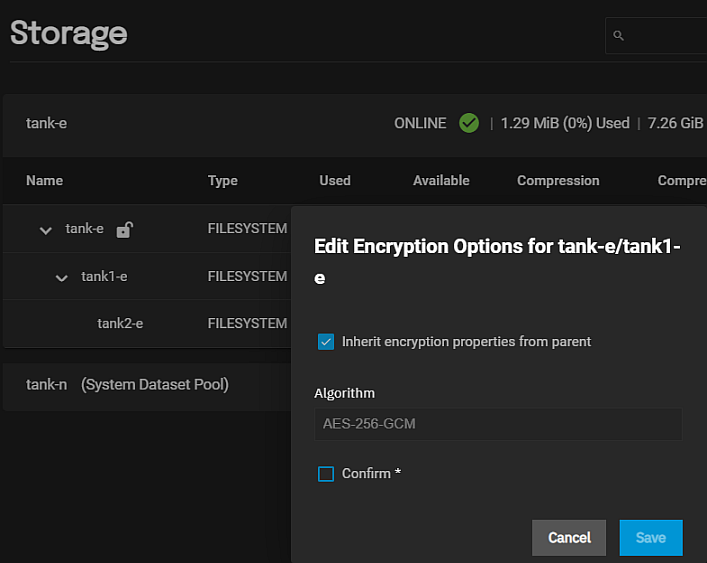 Storage
tank-e ONLINE | 1.29 MiB (0%) Used | 7.26 GiB
Name Type Used Available Compression Compre
tank-e FILESYSTEM
Edit Encryption Options for tank-e/tank1-
e
tank1-e FILESYSTEM
tank2-e FILESYSTEM
Inherit encryption properties from parent
tank-n (System Dataset Pool)
Algorithm
AES-256-GCM
Confirm *
Cancel Save